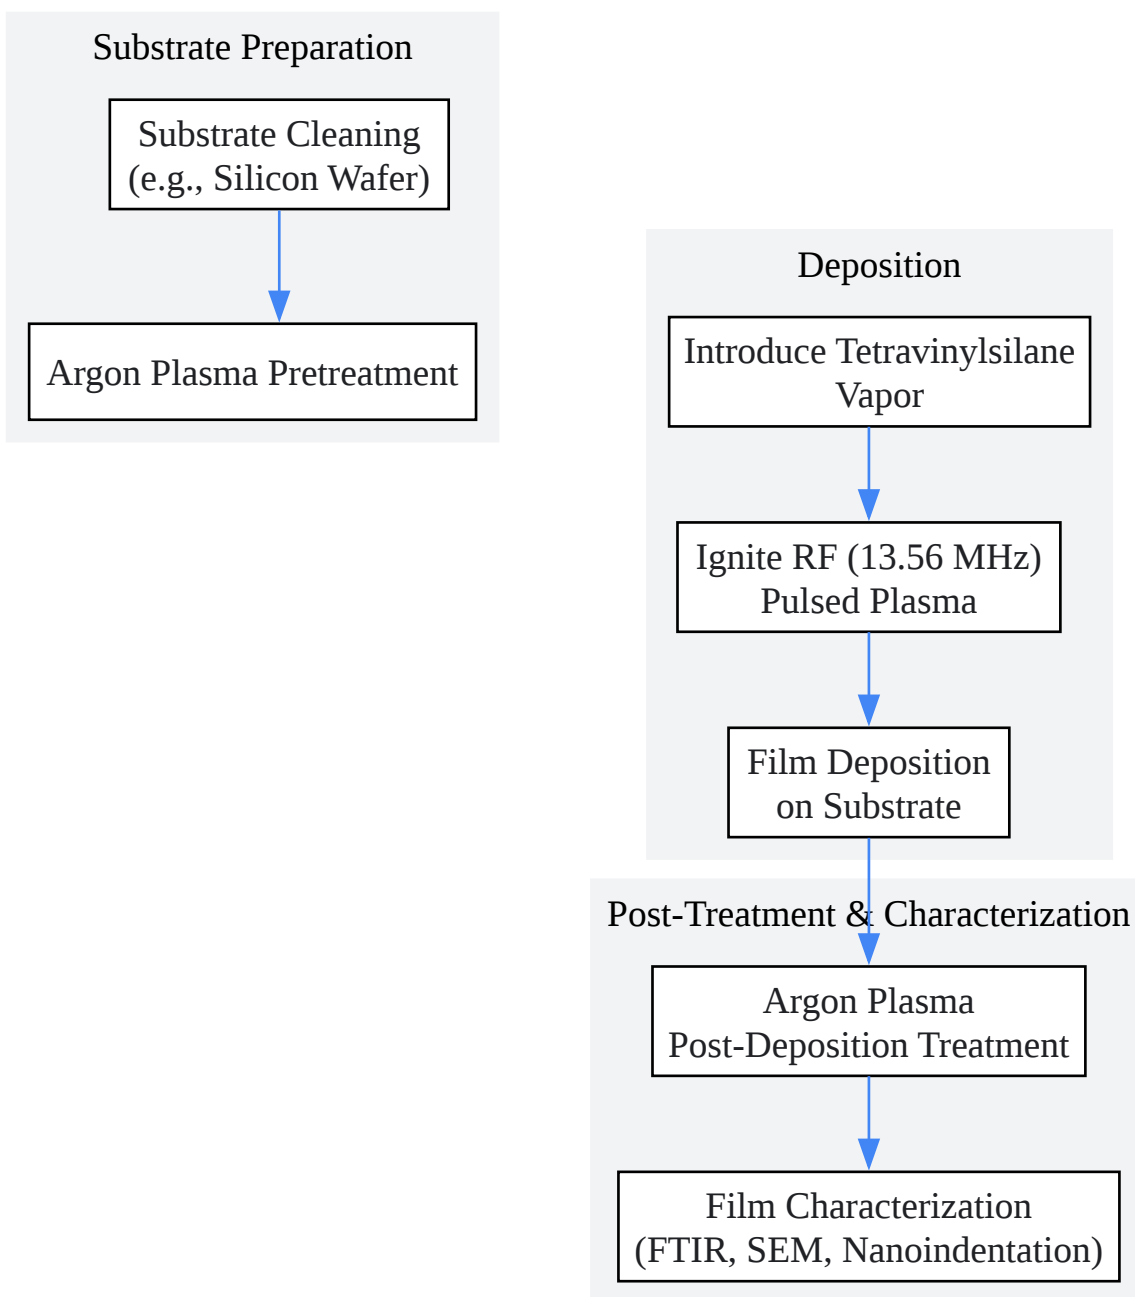 Substrate Preparation
Substrate Cleaning
(e.g., Silicon Wafer)
Argon Plasma Pretreatment
Deposition
Introduce Tetravinylsilane
Vapor
Ignite RF (13.56 MHz)
Pulsed Plasma
Film Deposition
on Substrate
Post-Treatment & Characterization
Argon Plasma
Post-Deposition Treatment
Film Characterization
(FTIR, SEM, Nanoindentation)